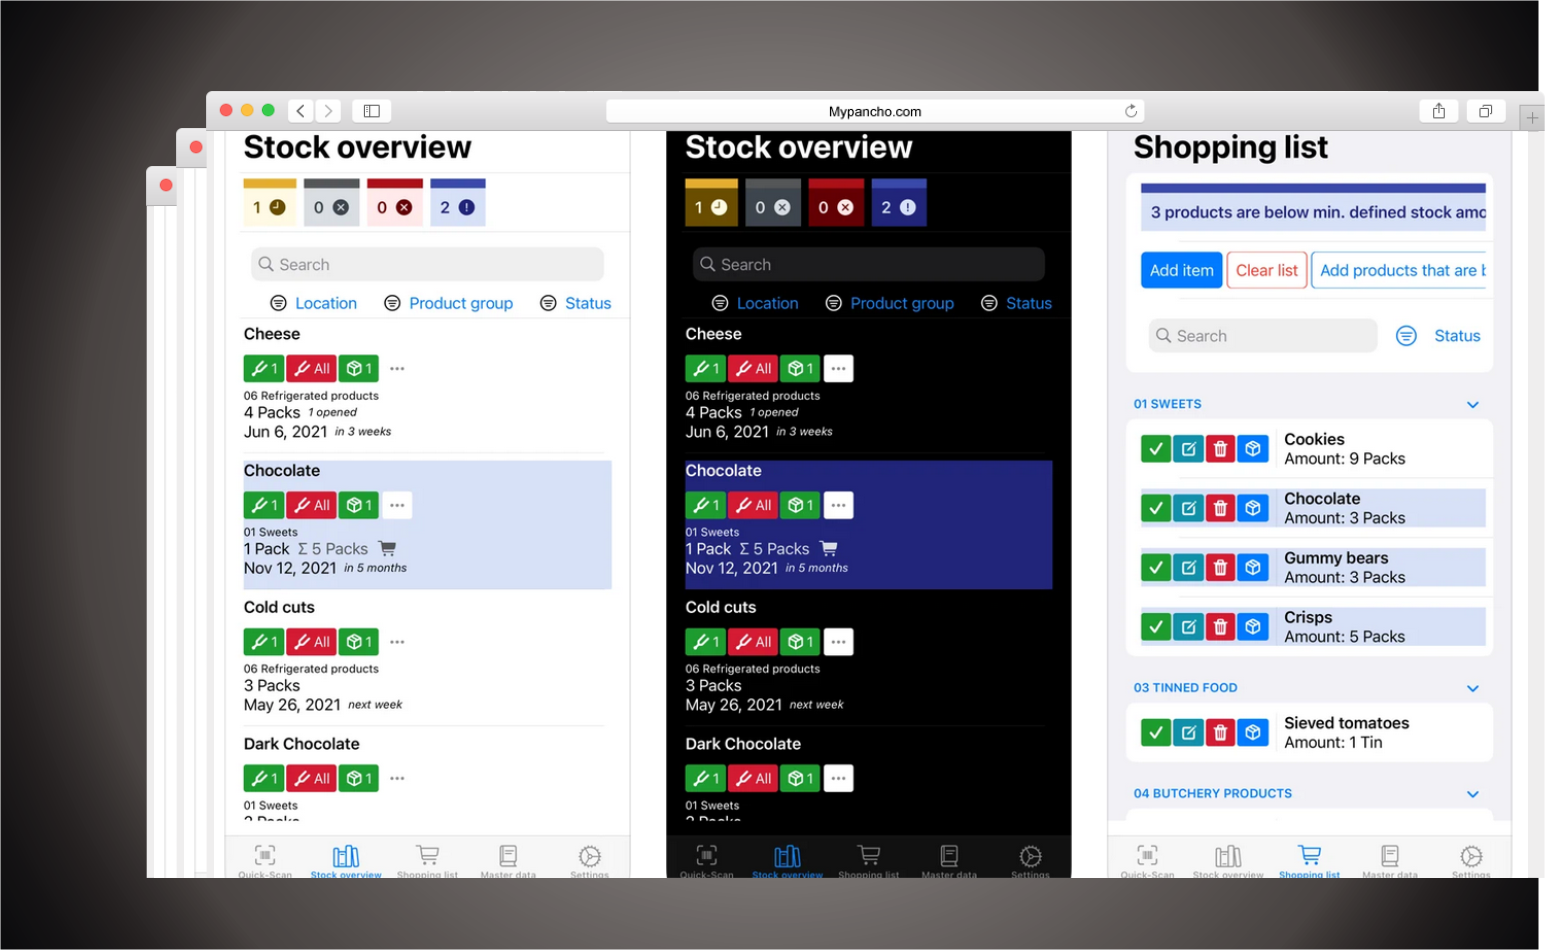 Mypancho.com
Stock overview
1
0
0
2
Search
Location
Product group
Status
Cheese
1
All
1
06 Refrigerated products
4 Packs 1 opened
Jun 6, 2021 in 3 weeks
Chocolate
1
All
1
01 Sweets
1 Pack Σ 5 Packs
Nov 12, 2021 in 5 months
Cold cuts
1
All
1
06 Refrigerated products
3 Packs
May 26, 2021 next week
Dark Chocolate
1
All
1
01 Sweets
Quick-Scan
Stock overview
Shopping list
Master data
Settings
Stock overview
1
0
0
2
Search
Location
Product group
Status
Cheese
1
All
1
06 Refrigerated products
4 Packs 1 opened
Jun 6, 2021 in 3 weeks
Chocolate
1
All
1
01 Sweets
1 Pack Σ 5 Packs
Nov 12, 2021 in 5 months
Cold cuts
1
All
1
06 Refrigerated products
3 Packs
May 26, 2021 next week
Dark Chocolate
1
All
1
01 Sweets
Quick-Scan
Stock overview
Shopping list
Master data
Settings
Shopping list
3 products are below min. defined stock amo
Add item
Clear list
Add products that are b
Search
Status
01 SWEETS
Cookies
Amount: 9 Packs
Chocolate
Amount: 3 Packs
Gummy bears
Amount: 3 Packs
Crisps
Amount: 5 Packs
03 TINNED FOOD
Sieved tomatoes
Amount: 1 Tin
04 BUTCHERY PRODUCTS
Quick-Scan
Stock overview
Shopping list
Master data
Settings